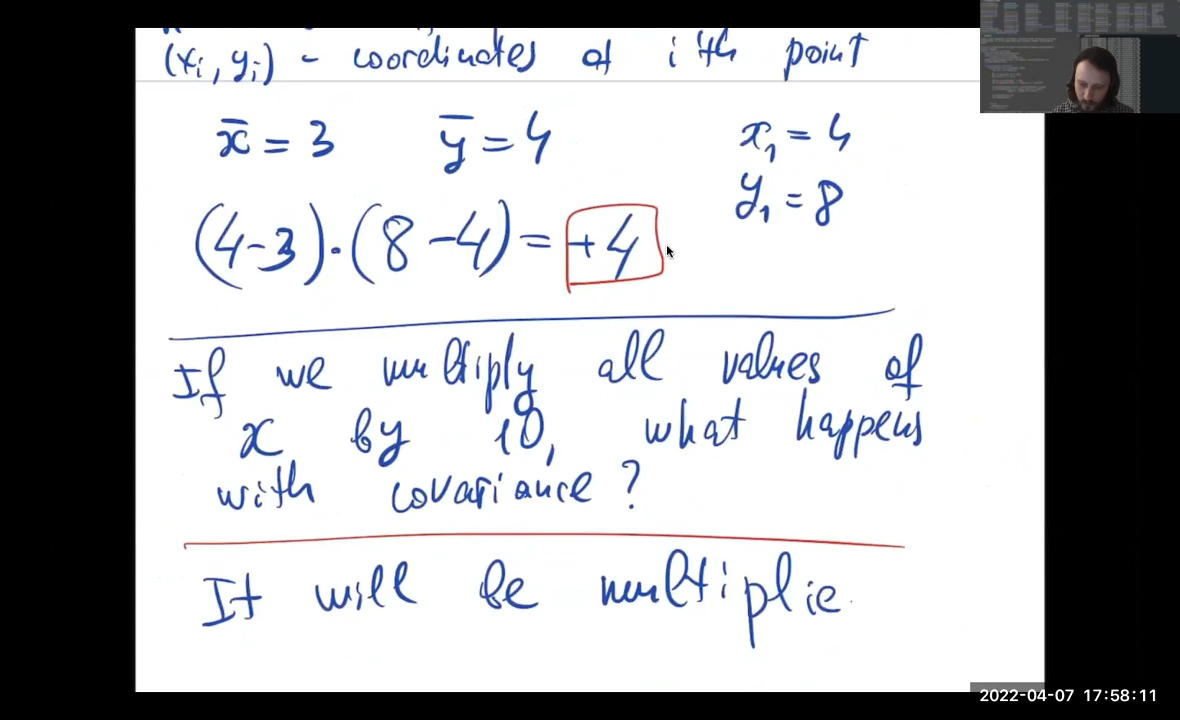 (xi, yi) - coordinates of i'th point
x̄ = 3 ȳ = 4 x₁ = 4
y₁ = 8
(4-3)·(8-4)= +4
If we multiply all values of
x by 10, what happens
with covariance?
It will be multiplie
2022-04-07 17:58:11